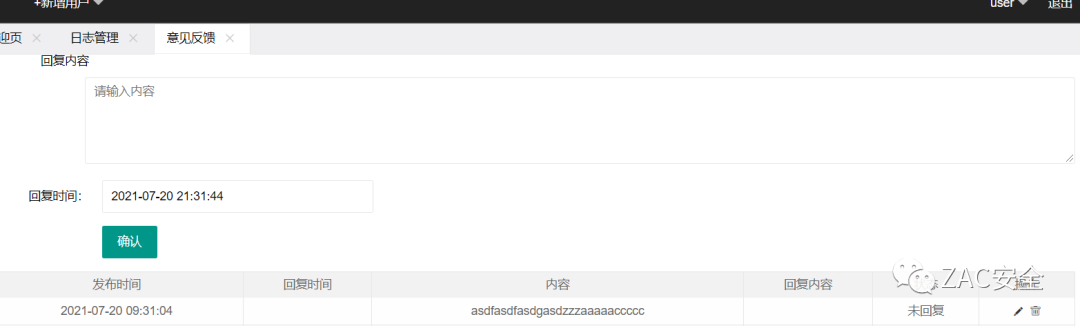 +新增用户 user 退出
迎页 日志管理 意见反馈
回复内容
请输入内容
回复时间： 2021-07-20 21:31:44
确认
发布时间 回复时间 内容 回复内容
ZAC安全
2021-07-20 09:31:04 asdfasdfasdgasdzzzaaaaaccccc 未回复